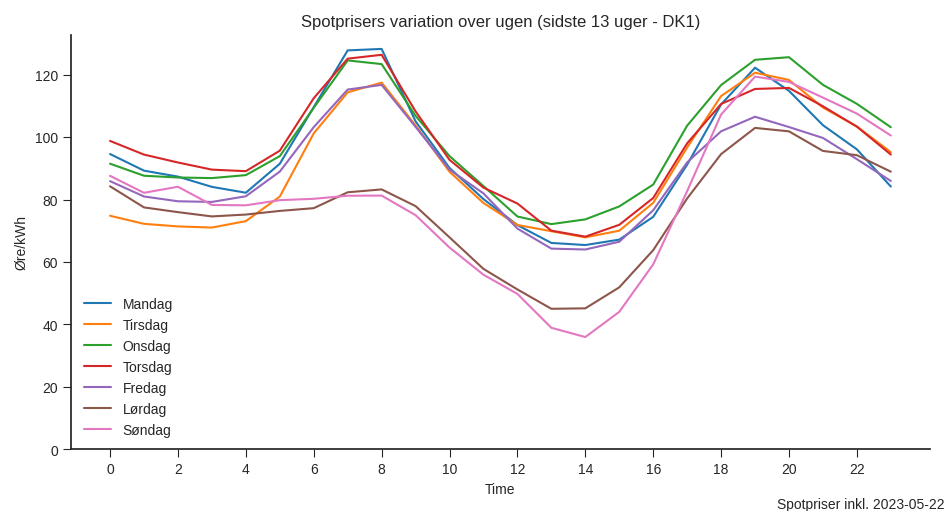 Spotprisers variation over ugen (sidste 13 uger - DK1)
120
100
80
60
40
20
0
Øre/kWh
Mandag
Tirsdag
Onsdag
Torsdag
Fredag
Lørdag
Søndag
0 2 4 6 8 10 12 14 16 18 20 22
Time
Spotpriser inkl. 2023-05-22